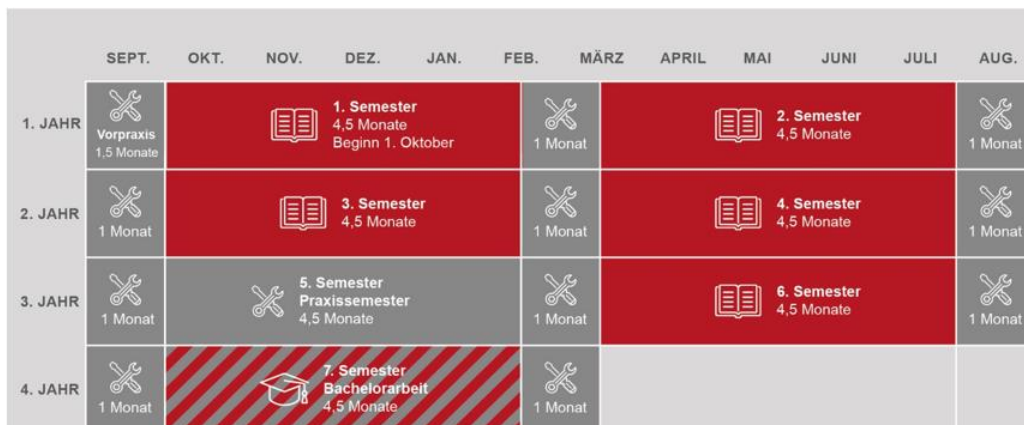 SEPT. OKT. NOV. DEZ. JAN. FEB. MÄRZ APRIL MAI JUNI JULI AUG.
1. JAHR
Vorpraxis
1,5 Monate
1. Semester
4,5 Monate
Beginn 1. Oktober
1 Monat
2. Semester
4,5 Monate
1 Monat
2. JAHR
1 Monat
3. Semester
4,5 Monate
1 Monat
4. Semester
4,5 Monate
1 Monat
3. JAHR
1 Monat
5. Semester
Praxissemester
4,5 Monate
1 Monat
6. Semester
4,5 Monate
1 Monat
4. JAHR
1 Monat
7. Semester
Bachelorarbeit
4,5 Monate
1 Monat